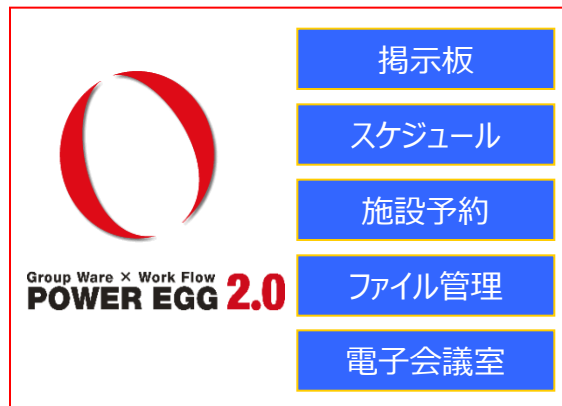 掲示板
スケジュール
施設予約
ファイル管理
電子会議室
Group Ware × Work Flow
POWER EGG 2.0